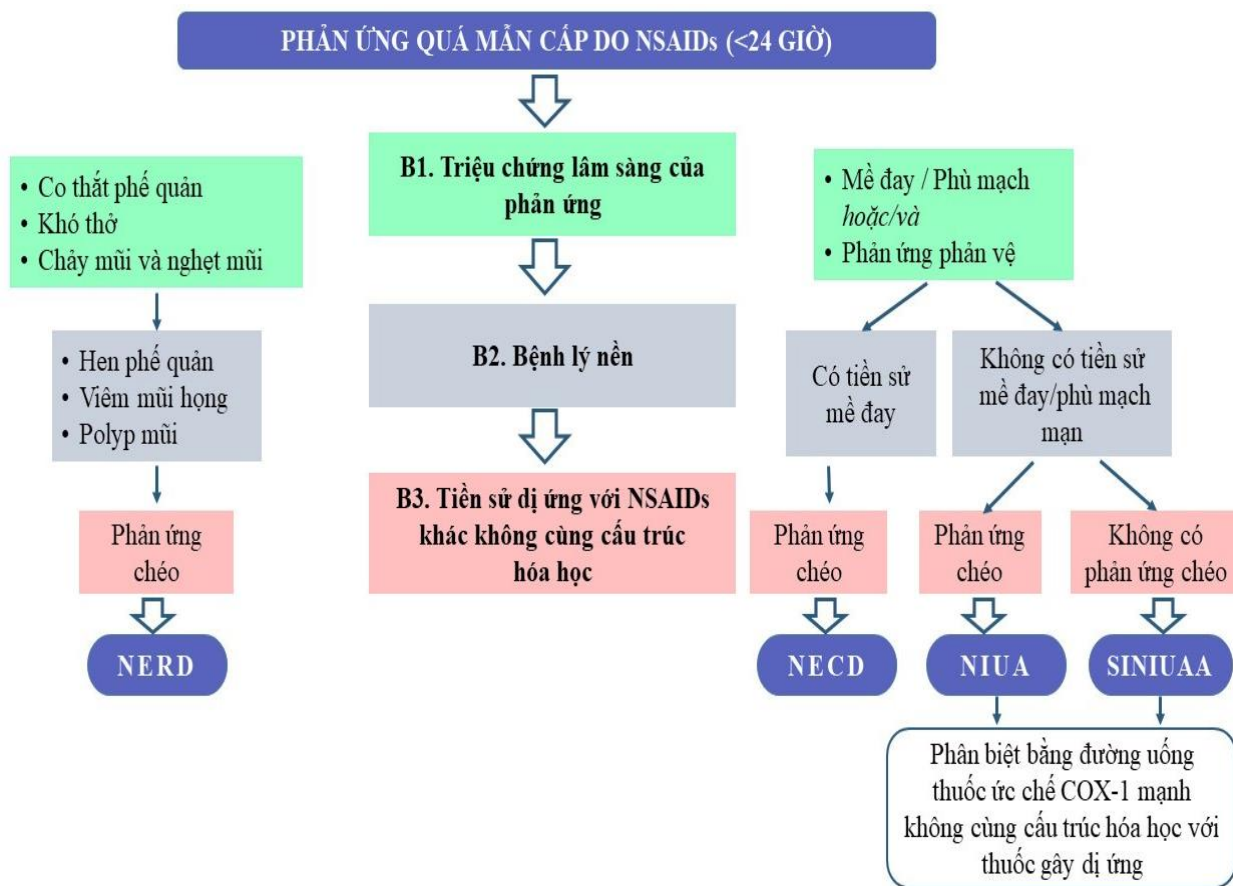 PHẢN ỨNG QUÁ MẪN CẤP DO NSAIDs (<24 GIỜ)
• Co thắt phế quản
• Khó thở
• Chảy mũi và nghẹt mũi
B1. Triệu chứng lâm sàng của
phản ứng
• Mề đay / Phù mạch
hoặc/và
• Phản ứng phản vệ
• Hen phế quản
• Viêm mũi họng
• Polyp mũi
B2. Bệnh lý nền
Có tiền sử
mề đay
Không có tiền sử
mề đay/phù mạch
mạn
Phản ứng
chéo
B3. Tiền sử dị ứng với NSAIDs
khác không cùng cấu trúc
hóa học
Phản ứng
chéo
Phản ứng
chéo
Không có
phản ứng chéo
NERD
NECD
NIUA
SINIUAA
Phân biệt bằng đường uống
thuốc ức chế COX-1 mạnh
không cùng cấu trúc hóa học với
thuốc gây dị ứng